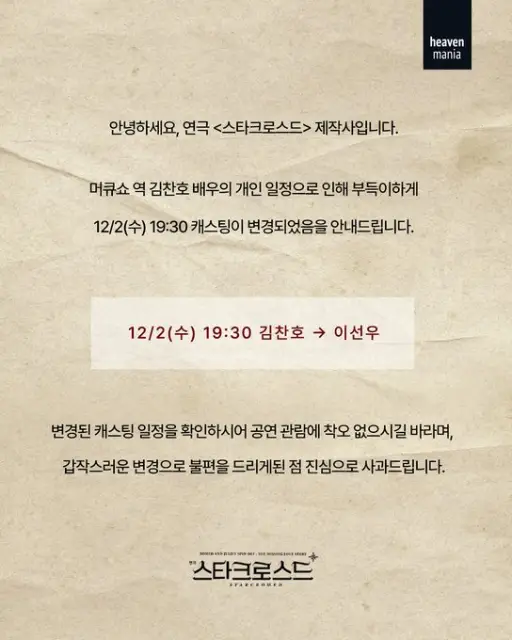 heaven
mania
안녕하세요, 연극 <스타크로스드> 제작사입니다.
머큐쇼 역 김찬호 배우의 개인 일정으로 인해 부득이하게
12/2(수) 19:30 캐스팅이 변경되었음을 안내드립니다.
12/2(수) 19:30 김찬호 → 이선우
변경된 캐스팅 일정을 확인하시어 공연 관람에 착오 없으시길 바라며,
갑작스러운 변경으로 불편을 드리게된 점 진심으로 사과드립니다.
연극
스타크로스드
STARCROSSED